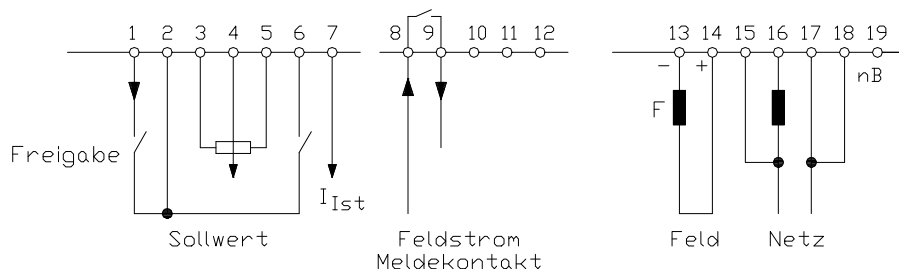 1 2 3 4 5 6 7 8 9 10 11 12 13 14 15 16 17 18 19
- + nB
F
Freigabe
I Ist
Sollwert Feldstrom Feld Netz
Meldekontakt